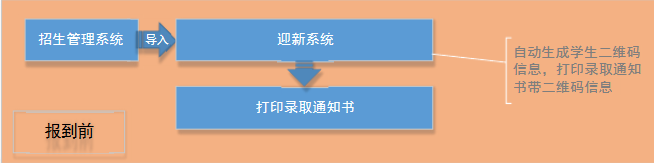 招生管理系统
导入
迎新系统
自动生成学生二维码
信息，打印录取通知
书带二维码信息
打印录取通知书
报到前